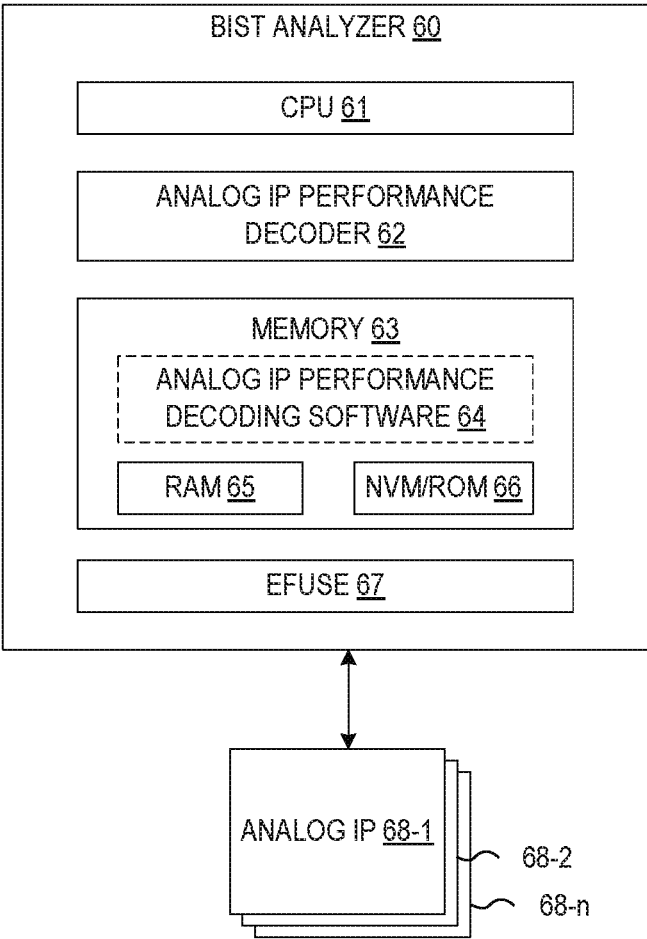 BIST ANALYZER 60
CPU 61
ANALOG IP PERFORMANCE
DECODER 62
MEMORY 63
ANALOG IP PERFORMANCE
DECODING SOFTWARE 64
RAM 65
NVM/ROM 66
EFUSE 67
ANALOG IP 68-1
68-2
68-n